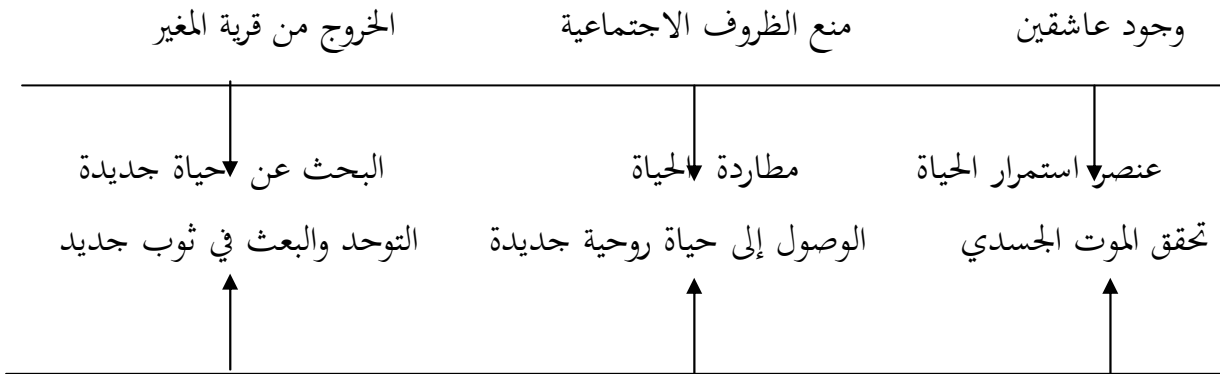 وجود عاشقين منع الظروف الاجتماعية الخروج من قرية المغير
عنصر استمرار الحياة مطاردة الحياة البحث عن حياة جديدة
تحقق الموت الجسدي الوصول إلى حياة روحية جديدة التوحد والبعث في ثوب جديد